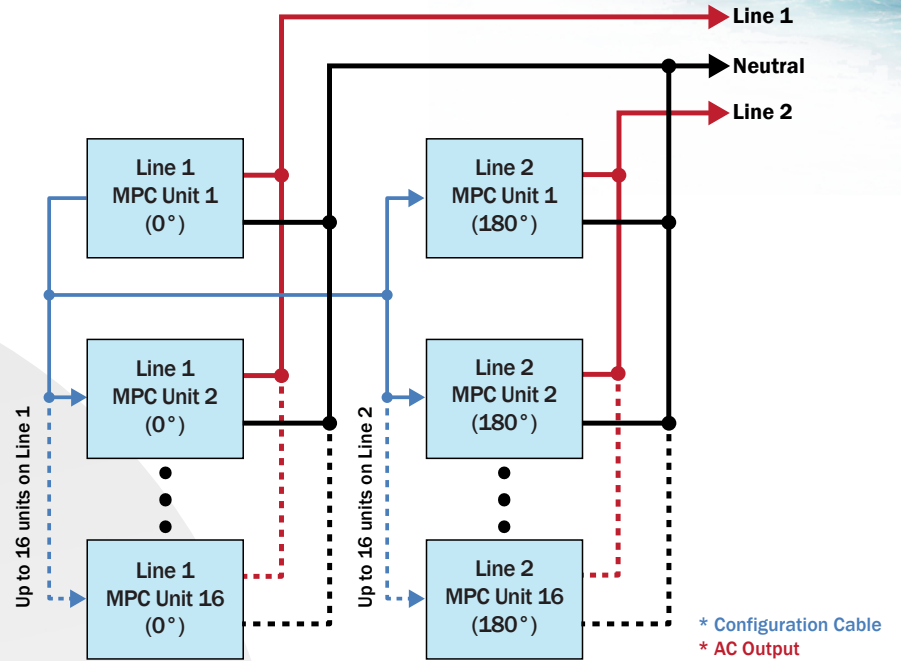 Line 1
Neutral
Line 2
Line 1
MPC Unit 1
(0°)
Line 2
MPC Unit 1
(180°)
Line 1
MPC Unit 2
(0°)
Line 2
MPC Unit 2
(180°)
Up to 16 units on Line 1
Up to 16 units on Line 2
Line 1
MPC Unit 16
(0°)
Line 2
MPC Unit 16
(180°)
* Configuration Cable
* AC Output